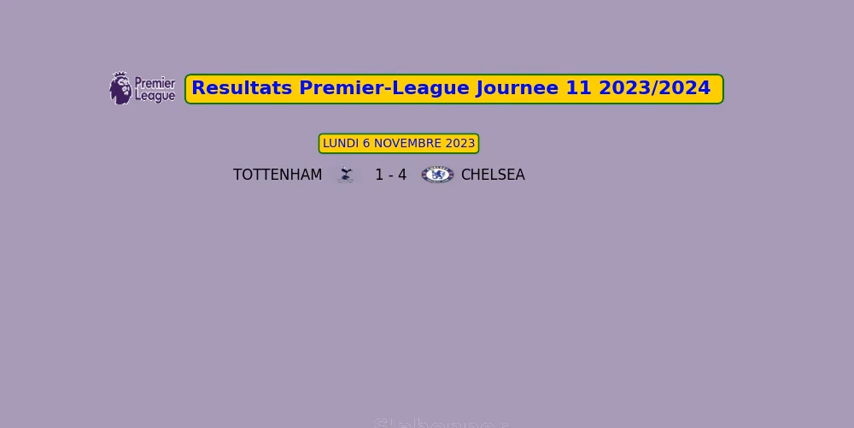 Premier
League
Resultats Premier-League Journee 11 2023/2024
LUNDI 6 NOVEMBRE 2023
TOTTENHAM 1 - 4 CHELSEA